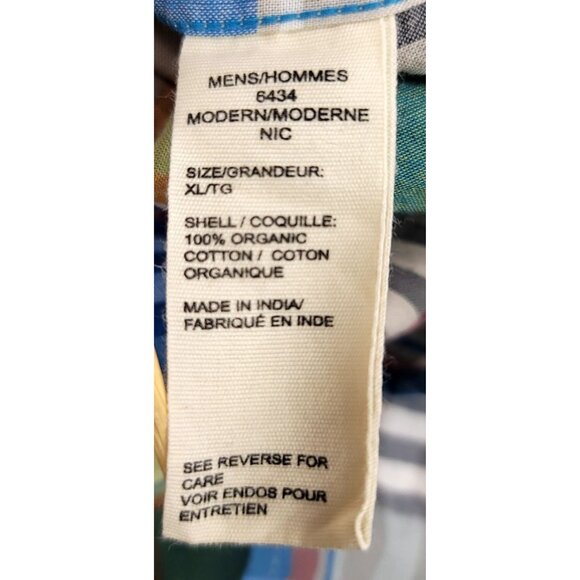 MENS/HOMMES
6434
MODERN/MODERNE
NIC
SIZE/GRANDEUR:
XL/TG
SHELL / COQUILLE:
100% ORGANIC
COTTON / COTON
ORGANIQUE
MADE IN INDIA/
FABRIQUÉ EN INDE
SEE REVERSE FOR
CARE
VOIR ENDOS POUR
ENTRETIEN